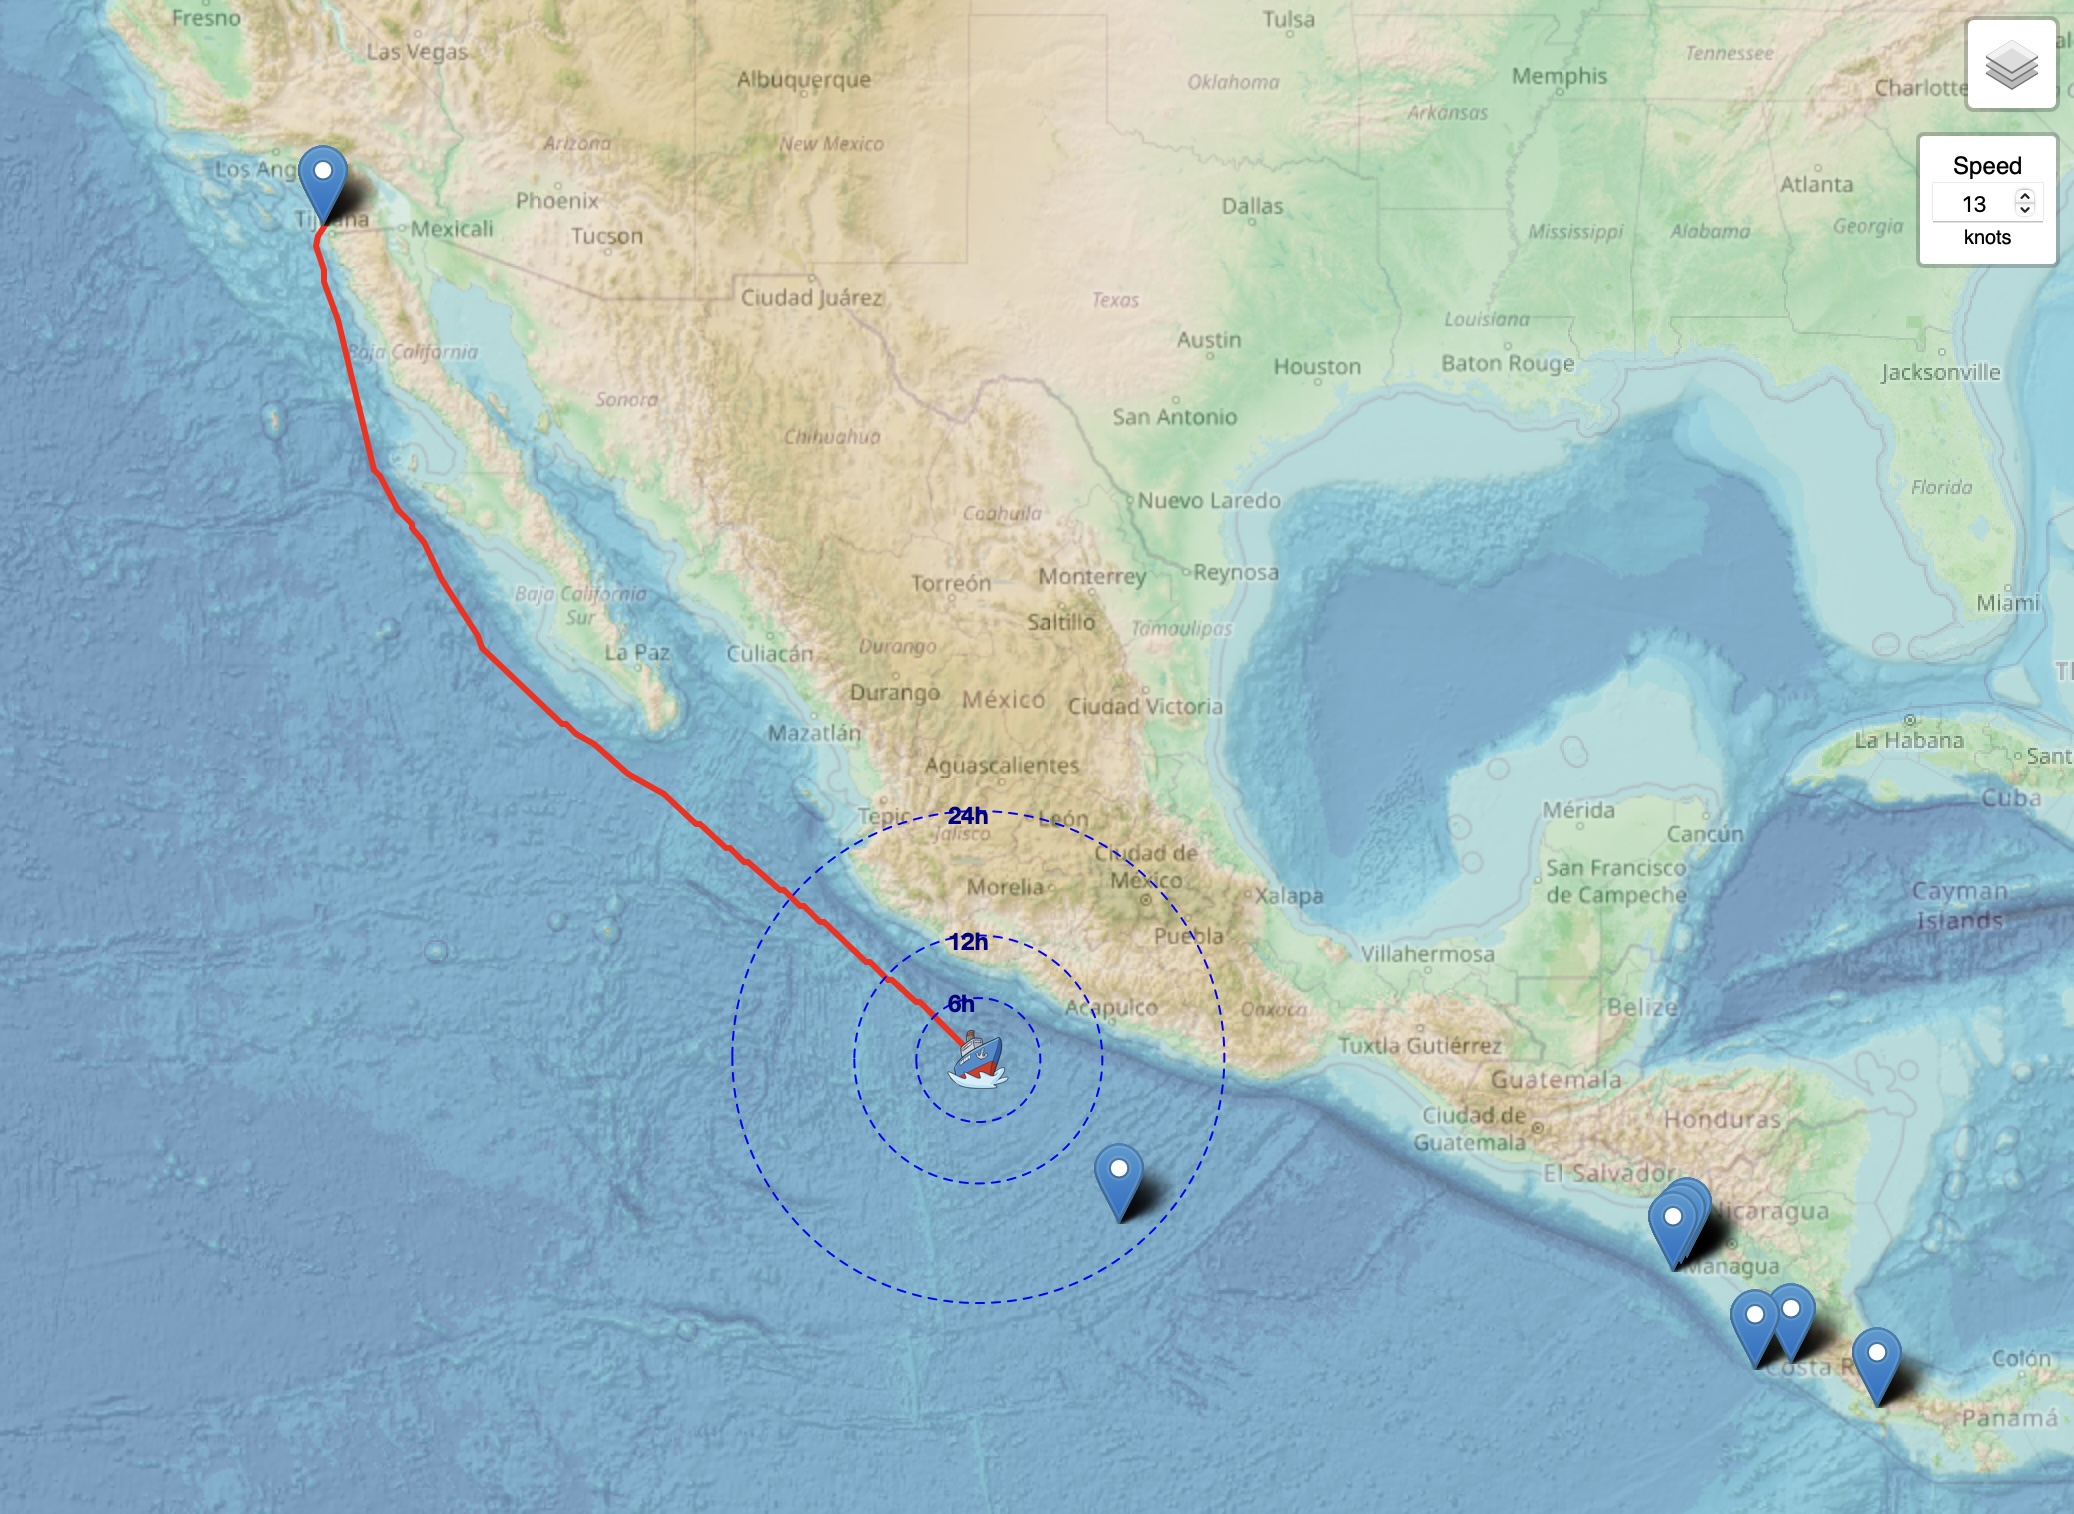 Fresno
Las Vegas
Tulsa
Tennessee
Albuquerque
Oklahoma
Memphis
Charlotte
Arkansas
Arizona
New Mexico
Los Ang
Phoenix
Dallas
Atlanta
Speed
13
knots
Mexicali
Tucson
Mississippi
Alabama
Georgia
Ciudad Juárez
Texas
Louisiana
Austin
Baja California
Houston
Baton Rouge
Jacksonville
Sonora
San Antonio
Chihuahua
Nuevo Laredo
Florida
Coahuila
Torreón
Monterrey
Reynosa
Baja California
Sur
Saltillo
Tamaulipas
Miami
La Paz
Culiacán
Durango
Durango
México
Ciudad Victoria
Mazatlán
La Habana
Sant
Aguascalientes
Cuba
24h
Tepic
Jalisco
León
Mérida
Cancún
Ciudad de
México
Morelia
Xalapa
San Francisco
de Campeche
Cayman
Islands
12h
Puebla
Villahermosa
6h
Acapulco
Oaxaca
Belize
Tuxtla Gutiérrez
Guatemala
Ciudad de
Guatemala
Honduras
El Salvador
Nicaragua
Managua
Costa R
Colón
Panamá